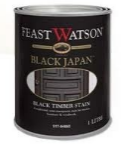 FEAST WATSON
BLACK JAPAN
BLACK TIMBER STAIN
1 LITRE